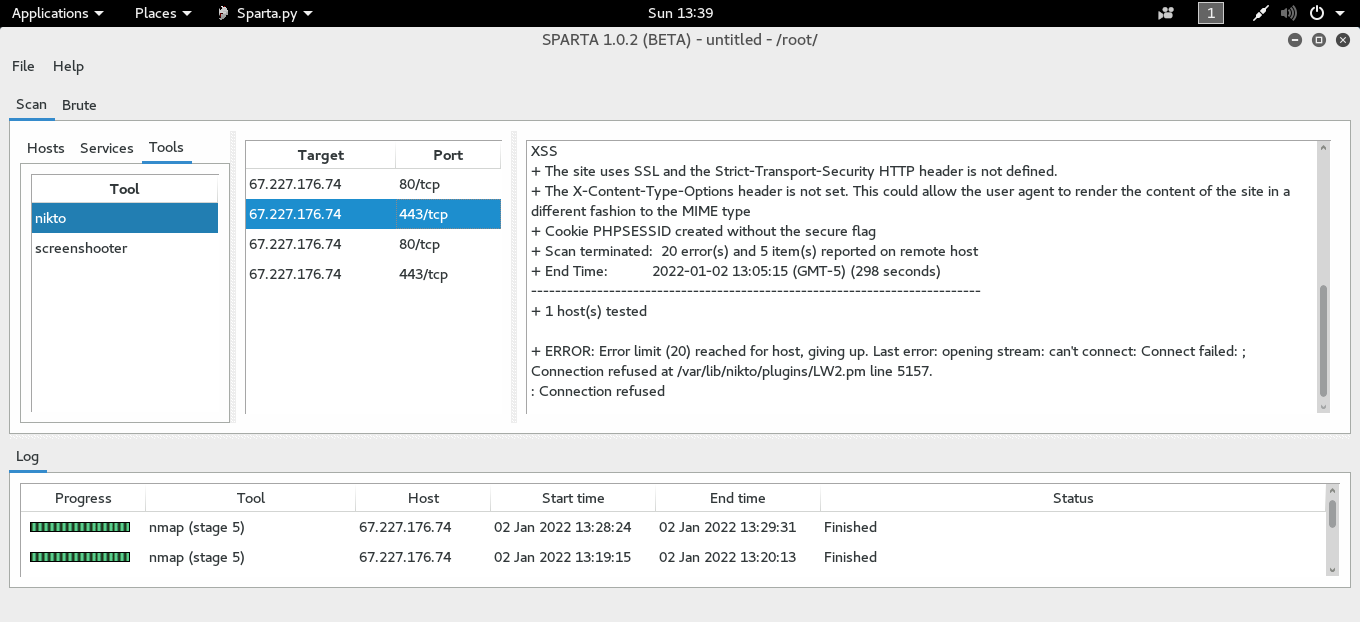 Applications Places Sparta.py Sun 13:39 1
SPARTA 1.0.2 (BETA) - untitled - /root/
File Help
Scan Brute
Hosts Services Tools
Tool
nikto
screenshooter
Target Port
67.227.176.74 80/tcp
67.227.176.74 443/tcp
67.227.176.74 80/tcp
67.227.176.74 443/tcp
XSS
+ The site uses SSL and the Strict-Transport-Security HTTP header is not defined.
+ The X-Content-Type-Options header is not set. This could allow the user agent to render the content of the site in a
different fashion to the MIME type
+ Cookie PHPSESSID created without the secure flag
+ Scan terminated:  20 error(s) and 5 item(s) reported on remote host
+ End Time:           2022-01-02 13:05:15 (GMT-5) (298 seconds)
---------------------------------------------------------------------------
+ 1 host(s) tested
+ ERROR: Error limit (20) reached for host, giving up. Last error: opening stream: can't connect: Connect failed: ;
Connection refused at /var/lib/nikto/plugins/LW2.pm line 5157.
: Connection refused
Log
Progress Tool Host Start time End time Status
nmap (stage 5) 67.227.176.74 02 Jan 2022 13:28:24 02 Jan 2022 13:29:31 Finished
nmap (stage 5) 67.227.176.74 02 Jan 2022 13:19:15 02 Jan 2022 13:20:13 Finished